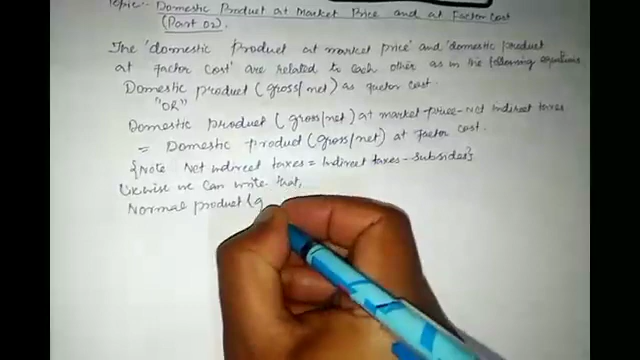 Topic:- Domestic Product at Market Price and at Factor Cost
(Part 02).
The 'domestic product at market price' and 'domestic product
at factor cost' are related to each other as in the following equations
Domestic product (gross/net) as quctor cost.
"OR"
Domestic product (gross/net) at market-price-Net indirect taxes
= Domestic product (gross/net) at factor cost.
{Note Net indirect taxes = Indirect taxes - subsides}
Likewise we can write that,
Normal product (g